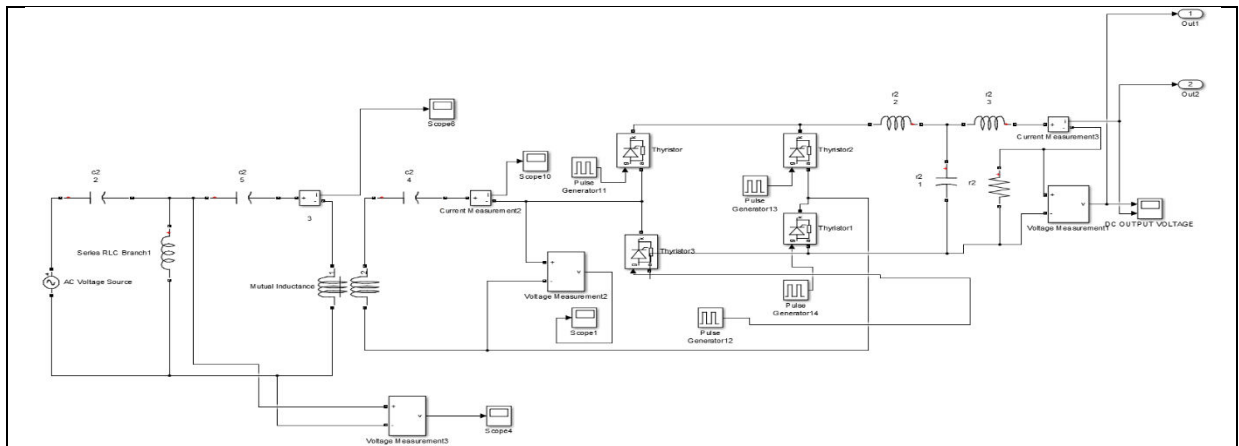 1
Out1
2
Out2
r2
2
r2
3
Current Measurement3
Scope6
Thyristor
Thyristor2
Scope10
Pulse
Generator11
Pulse
Generator13
c2
2
c2
5
c2
4
3
Current Measurement2
r2
1
r2
Thyristor3
Thyristor1
Voltage Measurement1
DC OUTPUT VOLTAGE
Series RLC Branch1
AC Voltage Source
Mutual Inductance
Voltage Measurement2
Scope1
Pulse
Generator14
Pulse
Generator12
Voltage Measurement3
Scope4